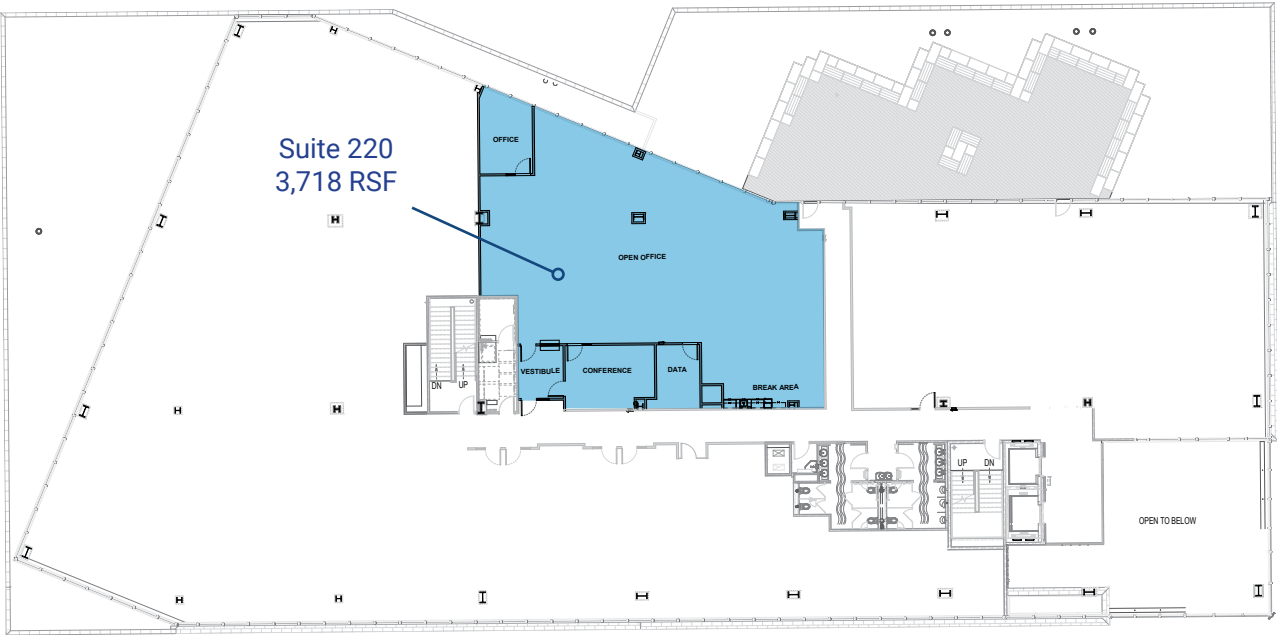 Suite 220
3,718 RSF
OFFICE
OPEN OFFICE
VESTIBULE
CONFERENCE
DATA
BREAK AREA
DN
UP
UP
DN
OPEN TO BELOW